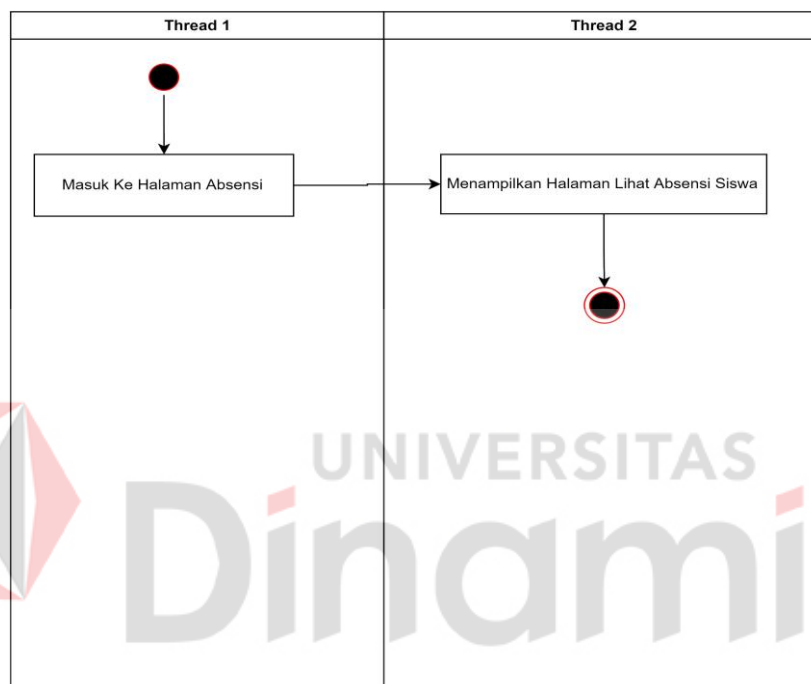 Thread 1
Thread 2
Masuk Ke Halaman Absensi
Menampilkan Halaman Lihat Absensi Siswa
UNIVERSITAS
Dinami